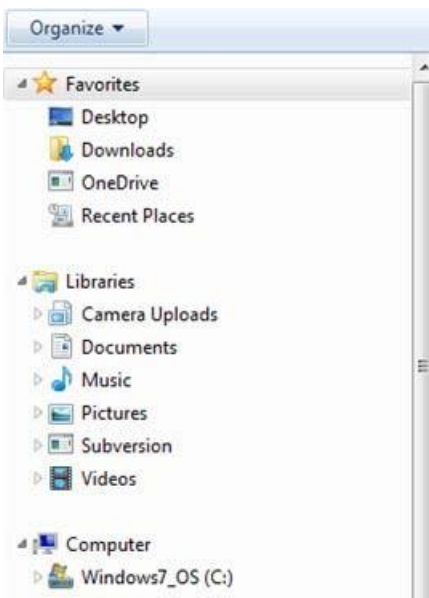 Organize
Favorites
Desktop
Downloads
OneDrive
Recent Places
Libraries
Camera Uploads
Documents
Music
Pictures
Subversion
Videos
Computer
Windows7_OS (C:)